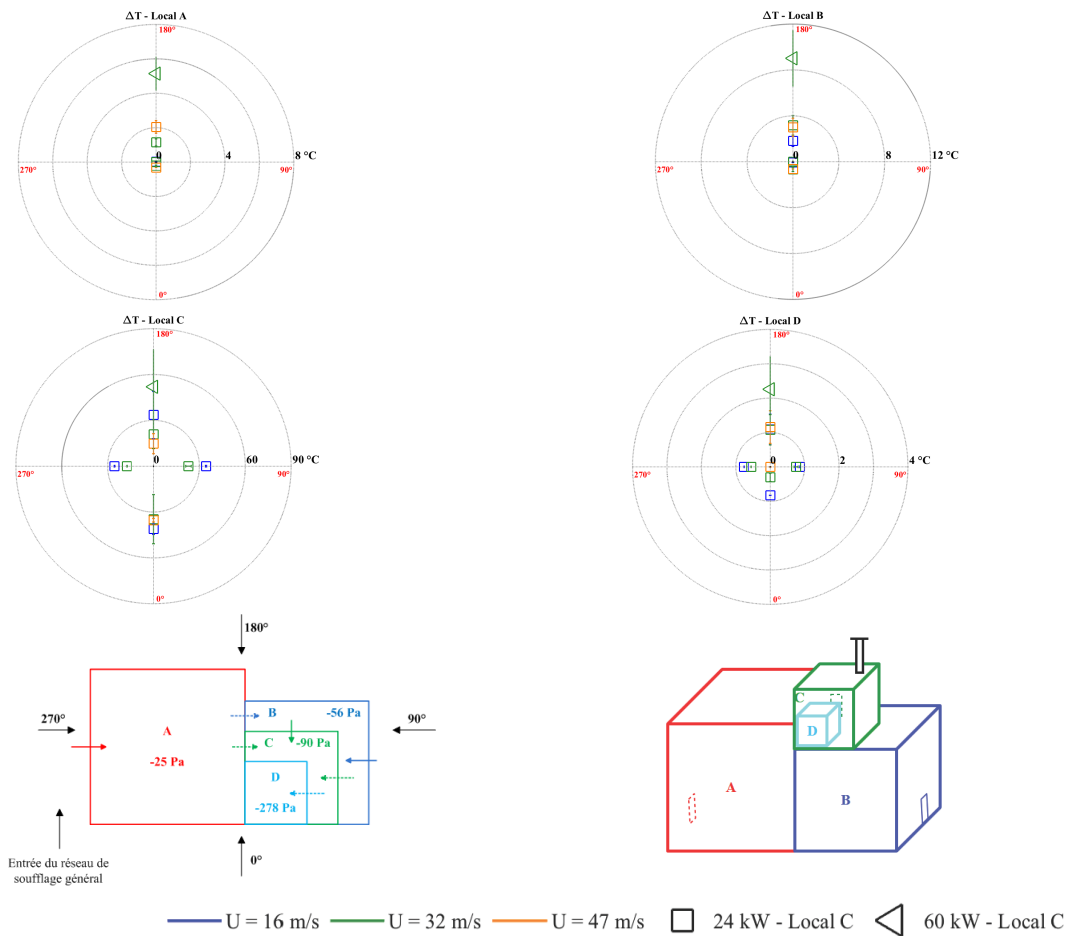 ΔT - Local A
180°
0 4 8 °C
270° 90°
0°
ΔT - Local B
180°
0 8 12 °C
270° 90°
0°
ΔT - Local C
180°
0 60 90 °C
270° 90°
0°
ΔT - Local D
180°
0 2 4 °C
270° 90°
0°
180°
270° 90°
B -56 Pa
A
C -90 Pa
-25 Pa
D
-278 Pa
0°
Entrée du réseau de
soufflage général
C
D
A B
U = 16 m/s U = 32 m/s U = 47 m/s 24 kW - Local C 60 kW - Local C